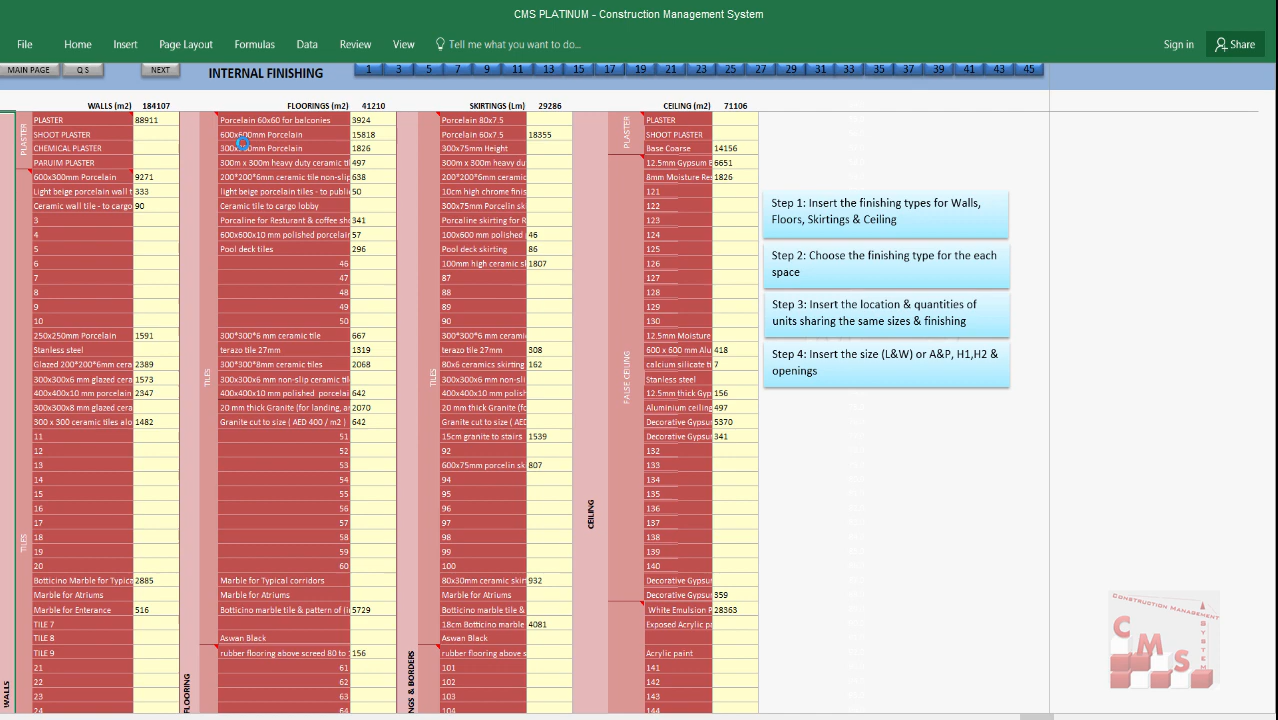 CMS PLATINUM - Construction Management System
File Home Insert Page Layout Formulas Data Review View Tell me what you want to do... Sign in Share
MAIN PAGE Q S NEXT INTERNAL FINISHING 1 3 5 7 9 11 13 15 17 19 21 23 25 27 29 31 33 35 37 39 41 43 45
WALLS (m2) 184107 FLOORINGS (m2) 41210 SKIRTINGS (Lm) 29286 CEILING (m2) 71106
PLASTER 88911 Porcelain 60x60 for balconies 3924 Porcelain 80x7.5 PLASTER
SHOOT PLASTER 600x600mm Porcelain 15818 Porcelain 60x7.5 18355 SHOOT PLASTER
CHEMICAL PLASTER Porcelain 1826 300x75mm Height Base Coarse 14156
PARUIM PLASTER 300m x 300m heavy duty ceramic til 497 300m x 300m heavy du 12.5mm Gypsum B 6651
600x300mm Porcelain 9271 200*200*6mm ceramic tile non-slip 638 200*200*6mm cerami 8mm Moisture Res 1826
Light beige porcelain wall t 333 light beige porcelain tiles - to public 50 10cm high chrome finis 121
Ceramic wall tile - to cargo 90 Ceramic tile to cargo lobby 300x75mm Porcelin sk 122
3 Porcaline for Resturant & coffee sho 341 Porcaline skirting for R 123
4 600x600x10 mm polished porcelain 57 100x600 mm polished 46 124
5 Pool deck tiles 296 Pool deck skirting 86 125
6 46 100mm high ceramic s 1807 126
7 47 87 127
8 48 88 128
9 49 89 129
10 50 90 130
250x250mm Porcelain 1591 300*300*6 mm ceramic tile 667 300*300*6 mm cerami 12.5mm Moisture
Stanless steel terazo tile 27mm 1319 terazo tile 27mm 308 600 x 600 mm Alu 418
Glazed 200*200*6mm cera 2389 300*300*8mm ceramic tiles 2068 80x6 ceramics skirting 162 calcium silicate ti 7
300x300x6 mm glazed cera 1573 300x300x6 mm non-slip ceramic til 300x300x6 mm non-sli Stanless steel
400x400x10 mm porcelain 2347 400x400x10 mm polished porcelain 642 400x400x10 mm polish 12.5mm thick Gyp 156
300x300x8 mm glazed cera 20 mm thick Granite (for landing, an 2070 20 mm thick Granite (fo Aluminium ceiling 497
300 x 300 ceramic tiles alo 1482 Granite cut to size ( AED 400 / m2 ) 642 Granite cut to size ( AED Decorative Gypsu 5370
11 51 15cm granite to stairs 1539 Decorative Gypsu 341
12 52 92 132
13 53 600x75mm porcelin sk 807 133
14 54 94 134
15 55 95 135
16 56 96 136
17 57 97 137
18 58 98 138
19 59 99 139
20 60 100 140
Botticino Marble for Typica 2885 Marble for Typical corridors 80x30mm ceramic skir 932 Decorative Gypsu
Marble for Atriums Marble for Atriums Botticino marble tile & Decorative Gypsu 359
Marble for Enterance 516 Botticino marble tile & pattern of (i 5729 Botticino marble tile & White Emulsion P 28363
TILE 7 18cm Botticino marble 4081 Exposed Acrylic p
TILE 8 Aswan Black Aswan Black
TILE 9 rubber flooring above screed 80 to 156 rubber flooring above s Acrylic paint
21 61 101 141
22 62 102 142
23 63 103 143
24 64 104 144
PLASTER
TILES
WALLS
TILES
FLOORING
TILES
NGS & BORDERS
CEILING
PLASTER
FALSE CEILING
Step 1: Insert the finishing types for Walls,
Floors, Skirtings & Ceiling
Step 2: Choose the finishing type for the each
space
Step 3: Insert the location & quantities of
units sharing the same sizes & finishing
Step 4: Insert the size (L&W) or A&P, H1,H2 &
openings
CONSTRUCTION MANAGEMENT
SYSTEM
CMS